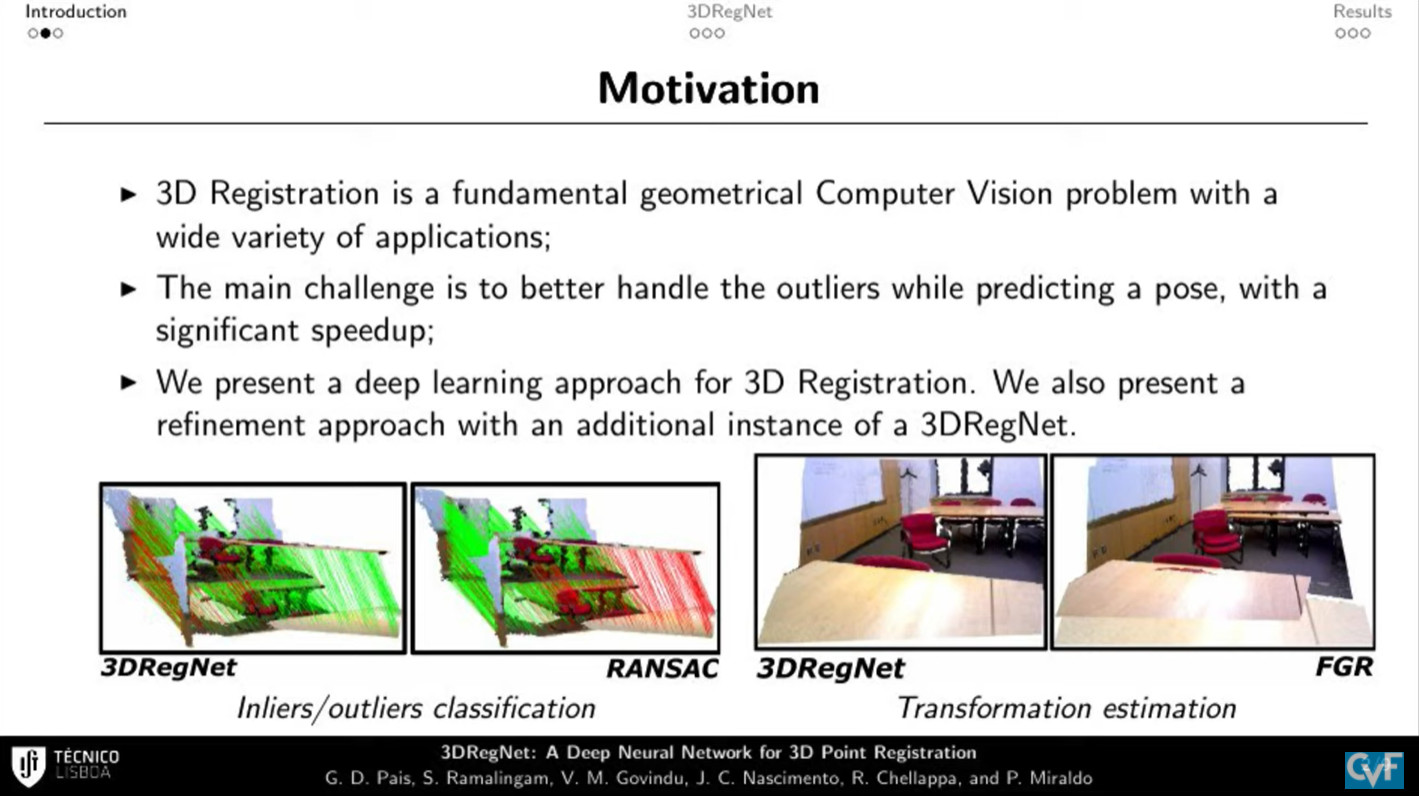 Introduction
3DRegNet
Results
Motivation
► 3D Registration is a fundamental geometrical Computer Vision problem with a
wide variety of applications;
► The main challenge is to better handle the outliers while predicting a pose, with a
significant speedup;
► We present a deep learning approach for 3D Registration. We also present a
refinement approach with an additional instance of a 3DRegNet.
3DRegNet
RANSAC
Inliers/outliers classification
3DRegNet
FGR
Transformation estimation
TÉCNICO
LISBOA
3DRegNet: A Deep Neural Network for 3D Point Registration
G. D. Pais, S. Ramalingam, V. M. Govindu, J. C. Nascimento, R. Chellappa, and P. Miraldo
CVF